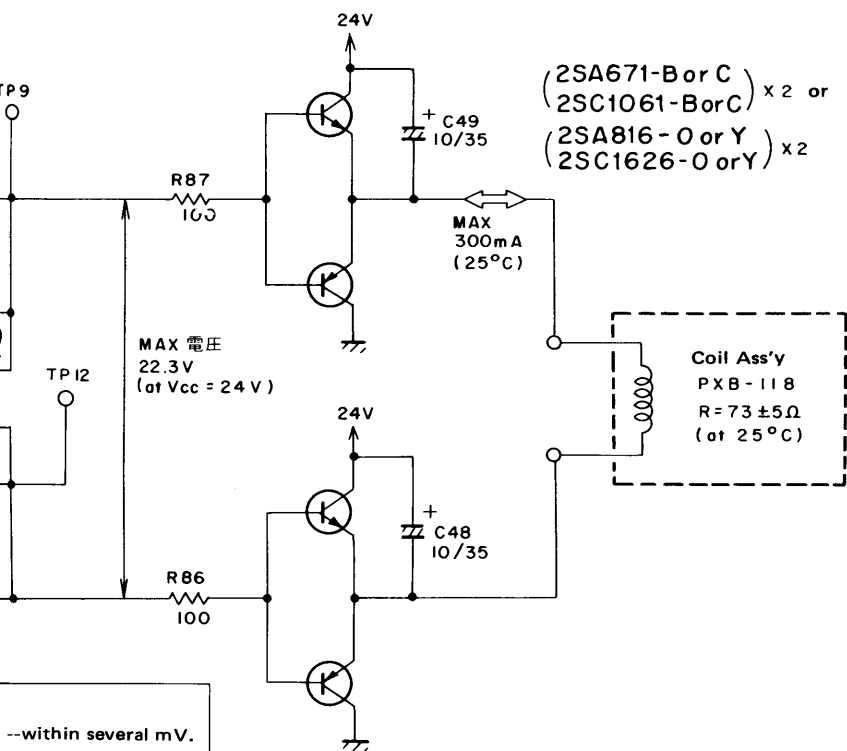 24V
TP9
+ C49
10/35
(2SA671-B or C
2SC1061-B or C) x 2 or
(2SA816-O or Y
2SC1626-O or Y) x 2
R87
100
MAX
300mA
(25°C)
MAX 電圧
22.3V
(at Vcc = 24V)
TP12
Coil Ass'y
PXB-118
R=73±5Ω
(at 25°C)
24V
+
C48
10/35
R86
100
--within several mV.